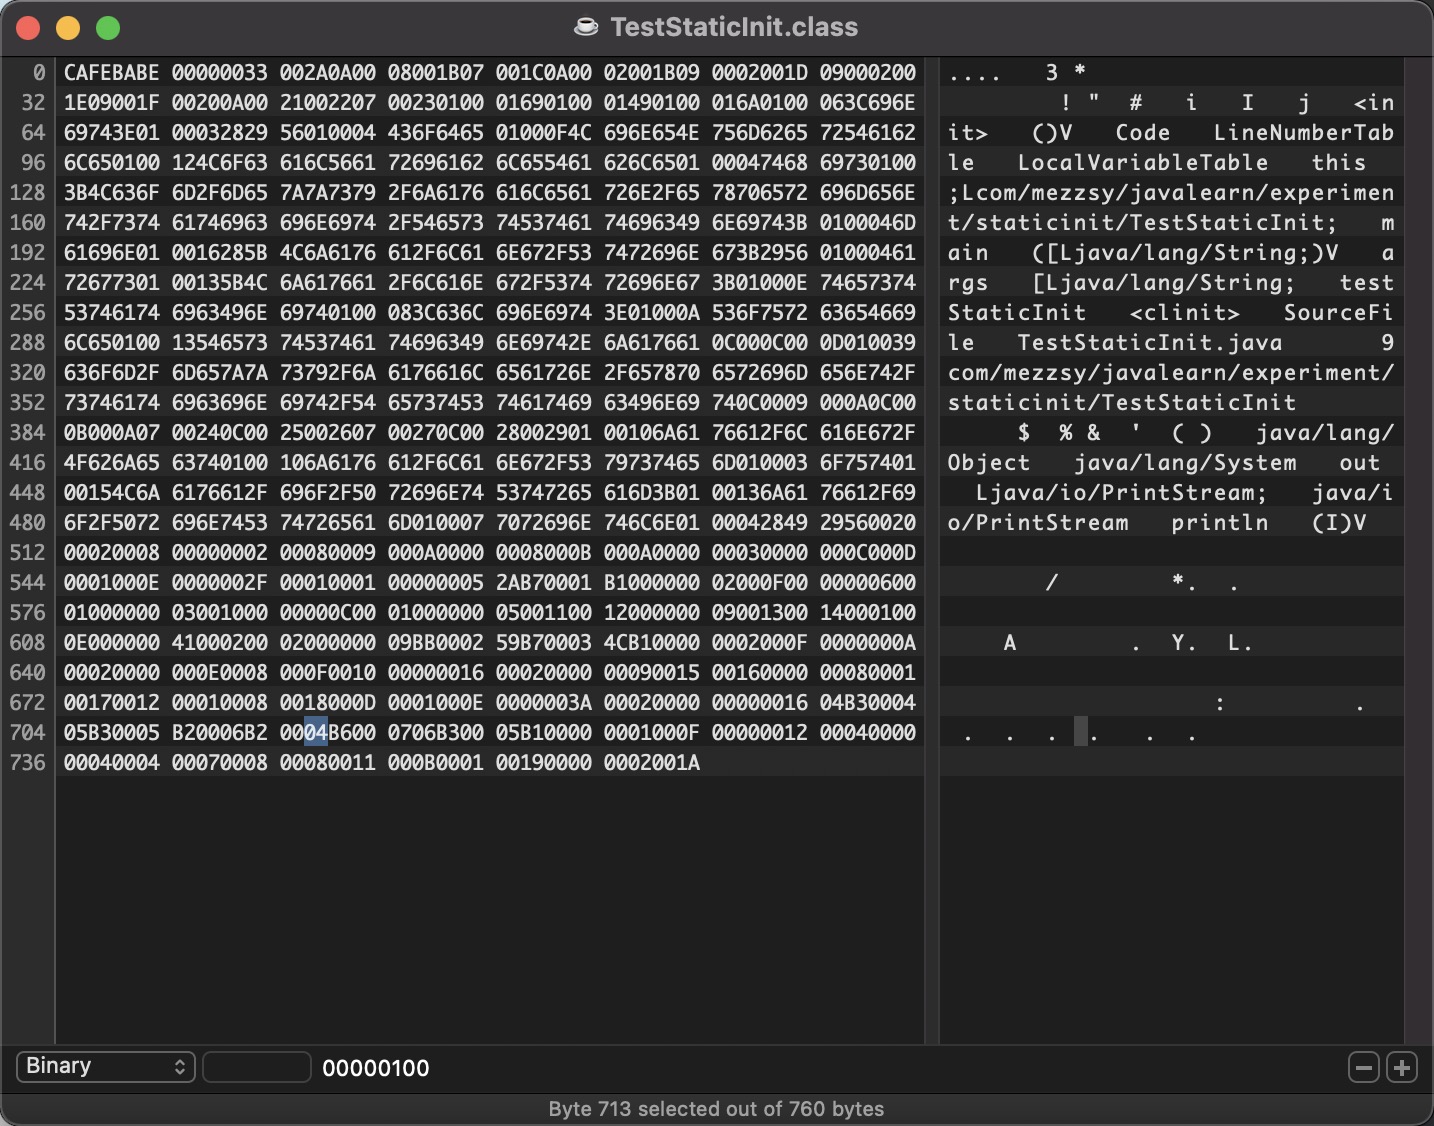 TestStaticInit.class
0 CAFEBABE 00000033 002A0A00 08001B07 001C0A00 02001B09 0002001D 09000200 .... 3 *
32 1E09001F 00200A00 21002207 00230100 01690100 01490100 016A0100 063C696E ! " # i I j <in
64 69743E01 00032829 56010004 436F6465 01000F4C 696E654E 756D6265 72546162 it> ()V Code LineNumberTab
96 6C650100 124C6F63 616C5661 72696162 6C655461 626C6501 00047468 69730100 le LocalVariableTable this
128 3B4C636F 6D2F6D65 7A7A7379 2F6A6176 616C6561 726E2F65 78706572 696D656E ;Lcom/mezzsy/javalearn/experimen
160 742F7374 61746963 696E6974 2F546573 74537461 74696349 6E69743B 0100046D t/staticinit/TestStaticInit; m
192 61696E01 0016285B 4C6A6176 612F6C61 6E672F53 7472696E 673B2956 01000461 ain ([Ljava/lang/String;)V a
224 72677301 00135B4C 6A617661 2F6C616E 672F5374 72696E67 3B01000E 74657374 rgs [Ljava/lang/String; test
256 53746174 6963496E 69740100 083C636C 696E6974 3E01000A 536F7572 63654669 StaticInit <clinit> SourceFi
288 6C650100 13546573 74537461 74696349 6E69742E 6A617661 0C000C00 0D010039 le TestStaticInit.java 9
320 636F6D2F 6D657A7A 73792F6A 6176616C 6561726E 2F657870 6572696D 656E742F com/mezzsy/javalearn/experiment/
352 73746174 6963696E 69742F54 65737453 74617469 63496E69 740C0009 000A0C00 staticinit/TestStaticInit
384 0B000A07 00240C00 25002607 00270C00 28002901 00106A61 76612F6C 616E672F $ % & ' ( ) java/lang/
416 4F626A65 63740100 106A6176 612F6C61 6E672F53 79737465 6D010003 6F757401 Object java/lang/System out
448 00154C6A 6176612F 696F2F50 72696E74 53747265 616D3B01 00136A61 76612F69 Ljava/io/PrintStream; java/i
480 6F2F5072 696E7453 74726561 6D010007 7072696E 746C6E01 00042849 29560020 o/PrintStream println (I)V
512 00020008 00000002 00080009 000A0000 0008000B 000A0000 00030000 000C000D
544 0001000E 0000002F 00010001 00000005 2AB70001 B1000000 02000F00 00000600 / *. .
576 01000000 03001000 00000C00 01000000 05001100 12000000 09001300 14000100
608 0E000000 41000200 02000000 09BB0002 59B70003 4CB10000 0002000F 0000000A A . Y. L.
640 00020000 000E0008 000F0010 00000016 00020000 00090015 00160000 00080001
672 00170012 00010008 0018000D 0001000E 0000003A 00020000 00000016 04B30004 : .
704 05B30005 B20006B2 0004B600 0706B300 05B10000 0001000F 00000012 00040000 . . . . . .
736 00040004 00070008 00080011 000B0001 00190000 0002001A
Binary 00000100
Byte 713 selected out of 760 bytes